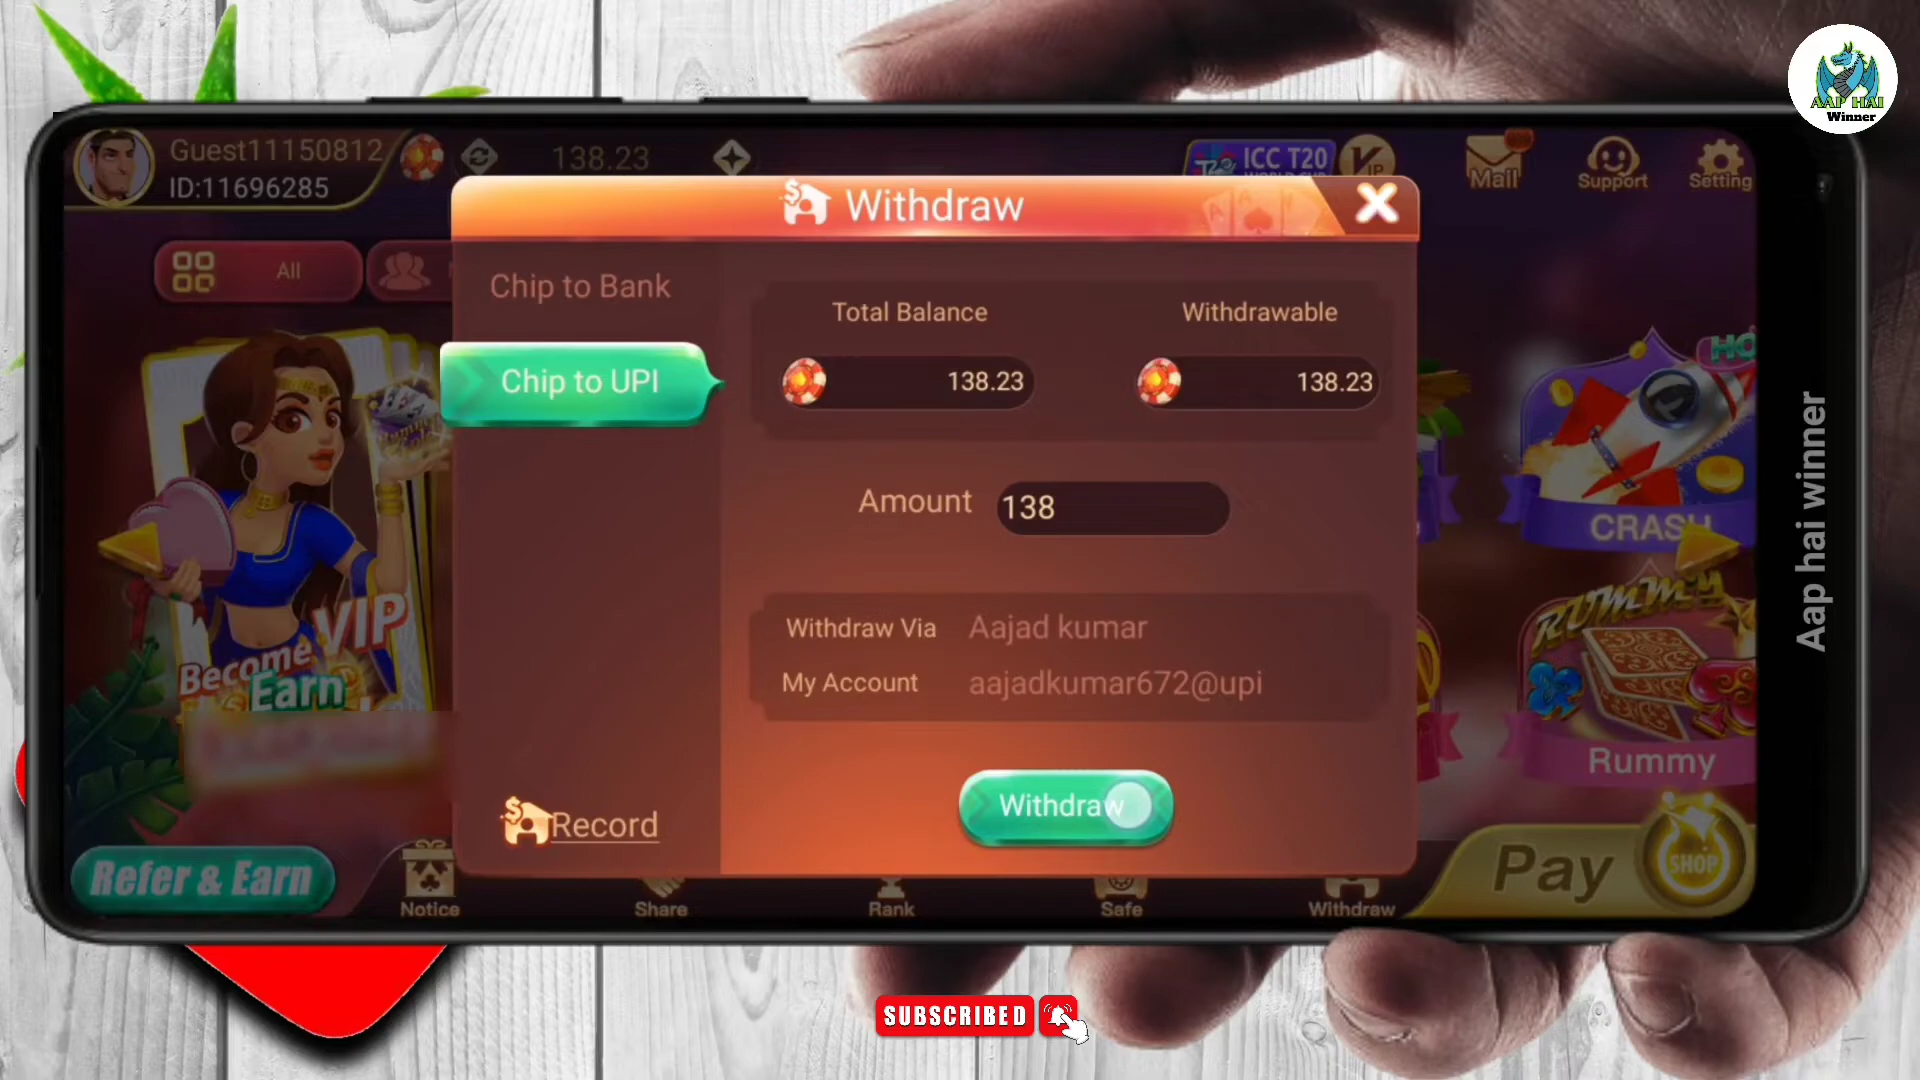 AAP HAI
Winner
Guest11150812
ID:11696285
138.23
ICC T20
Mail
Support
Setting
Withdraw
All
Chip to Bank
Chip to UPI
Total Balance
Withdrawable
138.23
138.23
Amount
138
Withdraw Via
Aajad kumar
My Account
aajadkumar672@upi
Withdraw
Record
Become VIP
Earn
CRASH
RUMMY
Rummy
Aap hai winner
Refer & Earn
Notice
Share
Rank
Safe
Withdraw
Pay
SHOP
SUBSCRIBED